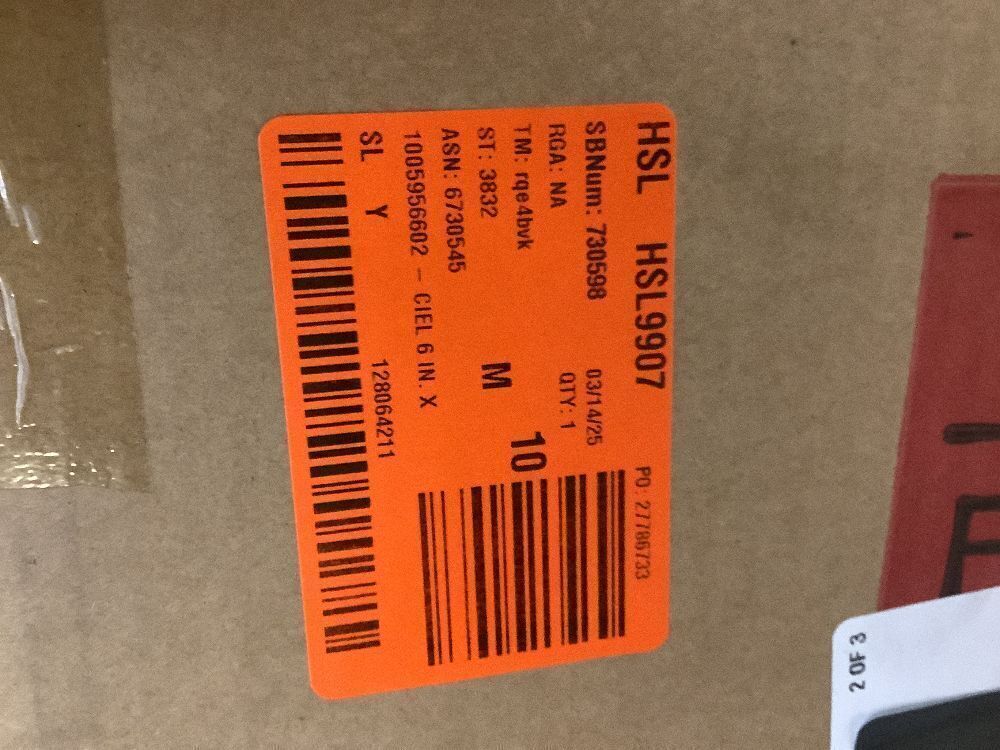 HSL HSL9907
PO: 27786733
SBNum: 730598 03/14/25
RGA: NA QTY: 1
TM: rqe4bvk 10
ST: 3832 M
ASN: 6730545
1005956602 - CIEL 6 IN. X
SL Y 128064211
2 OF 3